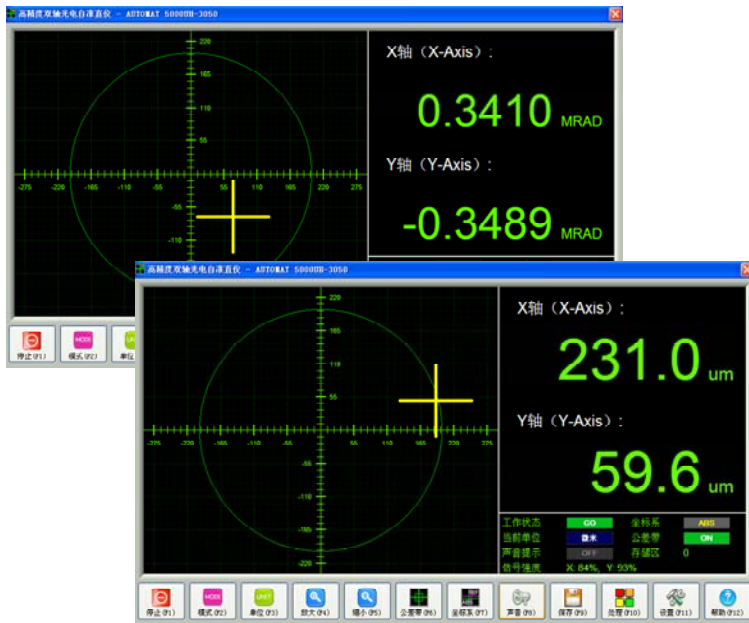 高精度双轴光电自准直仪 - AUTOMAT 5000UH-3050
220
165
110
55
-275 -220 -165 -110 -55 55 110 165 220 275
-55
-110
X轴（X-Axis）:
0.3410 MRAD
Y轴（Y-Axis）:
-0.3489 MRAD
停止(F1)
MODE
模式(F2)
单位
高精度双轴光电自准直仪 - AUTOMAT 5000UH-3050
220
165
110
55
-275 -220 -165 -110 -55 55 110 165 220 275
-55
-110
-165
-220
X轴（X-Axis）:
231.0 um
Y轴（Y-Axis）:
59.6 um
工作状态 GO 坐标系 ABS
当前单位 微米 公差带 ON
声音提示 OFF 存储区 0
信号强度 X: 84%, Y: 93%
停止(F1)
MODE
模式(F2)
UNIT
单位(F3)
放大(F4)
缩小(F5)
公差带(F6)
坐标系(F7)
声音(F8)
保存(F9)
处理(F10)
设置(F11)
帮助(F12)